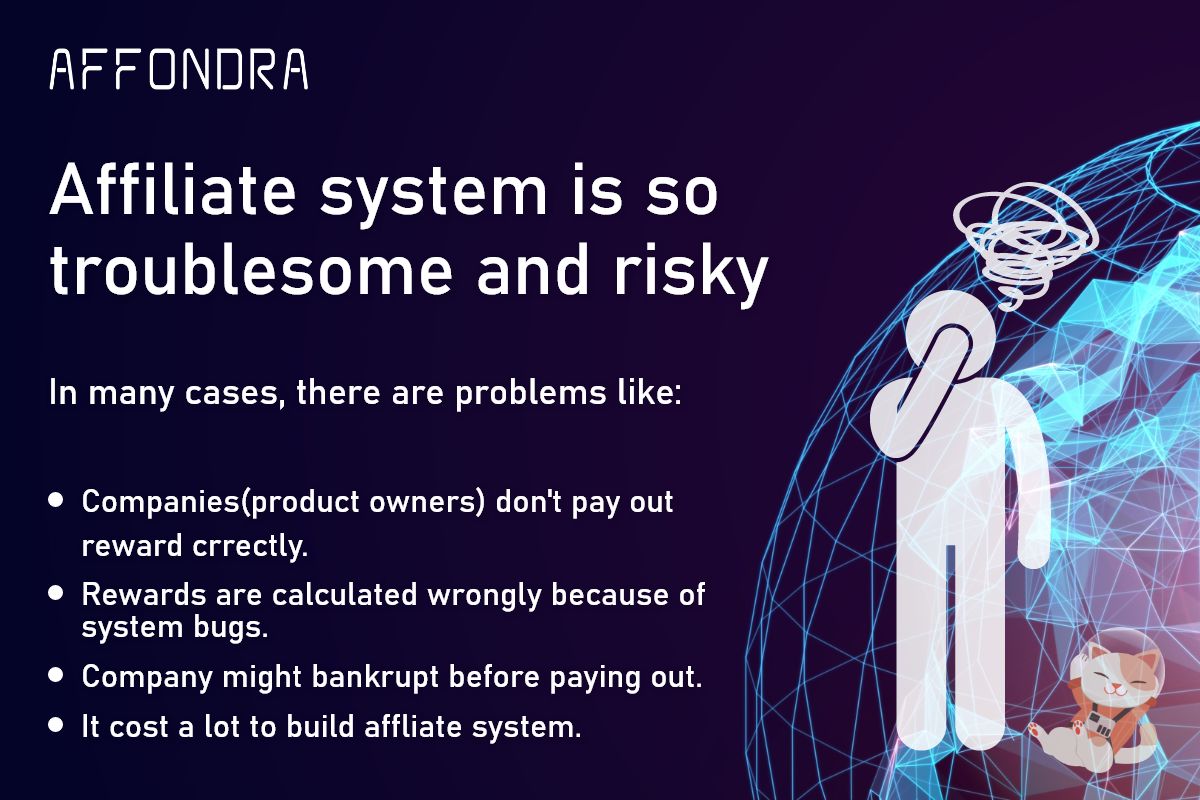 AFFONDRA
Affiliate system is so
troublesome and risky
In many cases, there are problems like:
• Companies(product owners) don't pay out
reward crrectly.
• Rewards are calculated wrongly because of
system bugs.
• Company might bankrupt before paying out.
• It cost a lot to build affliate system.